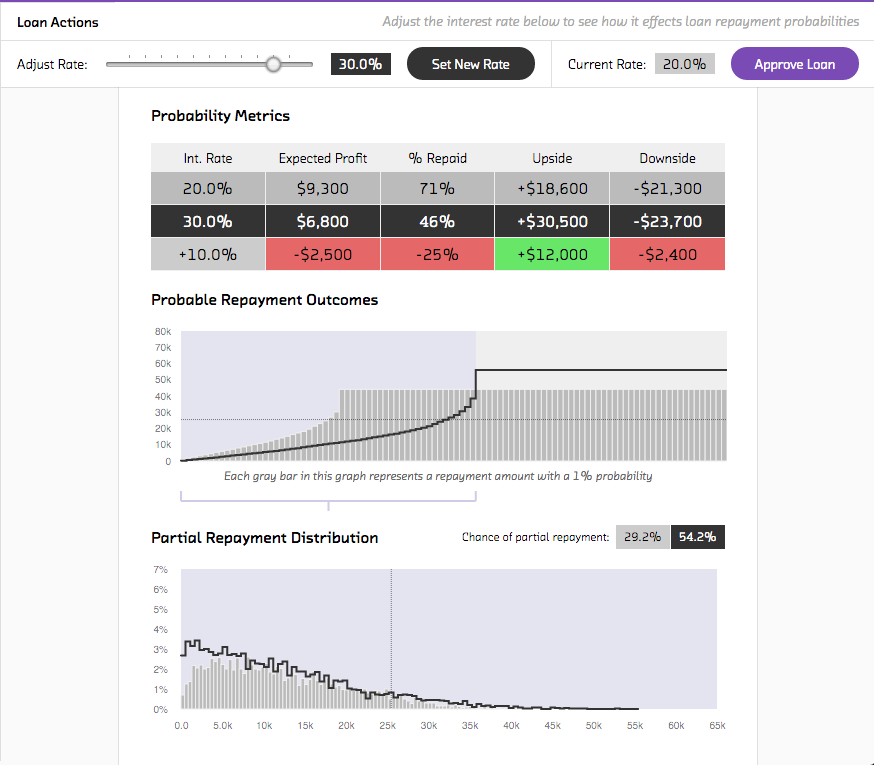 Loan Actions
Adjust the interest rate below to see how it effects loan repayment probabilities
Adjust Rate: 30.0% Set New Rate Current Rate: 20.0% Approve Loan
Probability Metrics
Int. Rate Expected Profit % Repaid Upside Downside
20.0% $9,300 71% +$18,600 -$21,300
30.0% $6,800 46% +$30,500 -$23,700
+10.0% -$2,500 -25% +$12,000 -$2,400
Probable Repayment Outcomes
80k
70k
60k
50k
40k
30k
20k
10k
0
Each gray bar in this graph represents a repayment amount with a 1% probability
Partial Repayment Distribution Chance of partial repayment: 29.2% 54.2%
7%
6%
5%
4%
3%
2%
1%
0%
0.0 5.0k 10k 15k 20k 25k 30k 35k 40k 45k 50k 55k 60k 65k